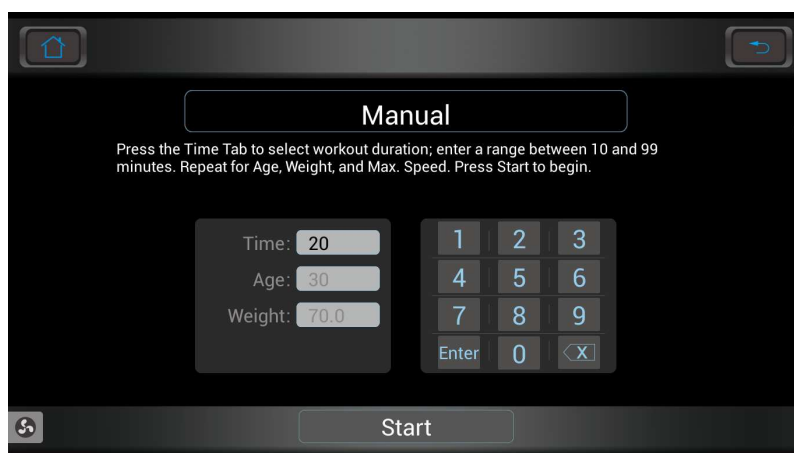 Manual
Press the Time Tab to select workout duration; enter a range between 10 and 99
minutes. Repeat for Age, Weight, and Max. Speed. Press Start to begin.
Time: 20
Age: 30
Weight: 70.0
1 2 3
4 5 6
7 8 9
Enter 0 X
Start